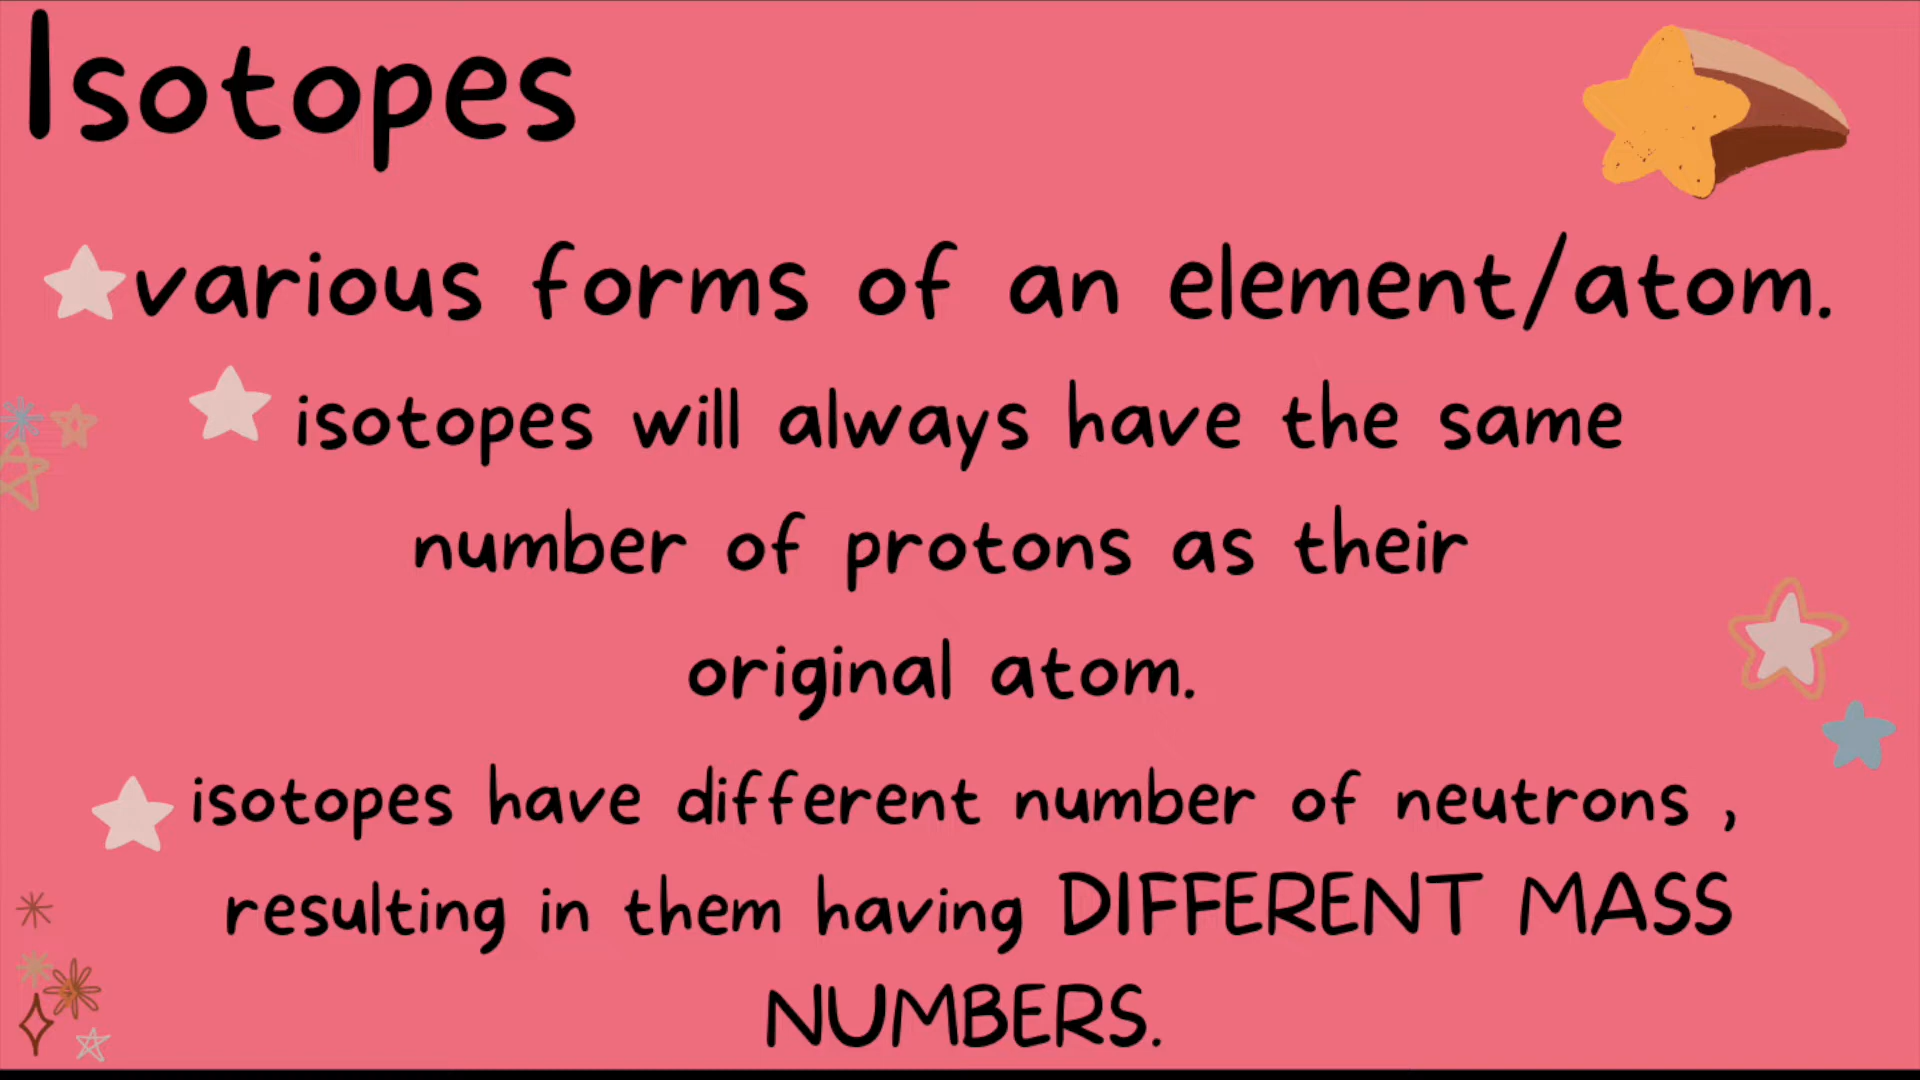 Isotopes
various forms of an element/atom.
isotopes will always have the same
number of protons as their
original atom.
isotopes have different number of neutrons ,
resulting in them having DIFFERENT MASS
NUMBERS.